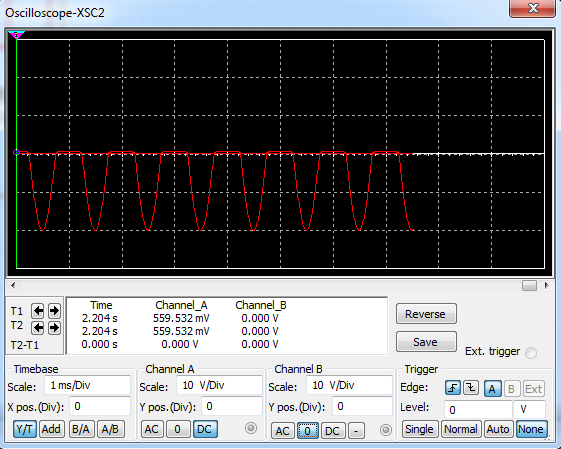 Oscilloscope-XSC2
T1
T2
T2-T1
Time Channel_A Channel_B
2.204 s 559.532 mV 0.000 V
2.204 s 559.532 mV 0.000 V
0.000 s 0.000 V 0.000 V
Reverse
Save
Ext. trigger
Timebase
Scale: 1 ms/Div
X pos.(Div): 0
Y/T Add B/A A/B
Channel A
Scale: 10 V/Div
Y pos.(Div): 0
AC 0 DC
Channel B
Scale: 10 V/Div
Y pos.(Div): 0
AC 0 DC -
Trigger
Edge: A B Ext
Level: 0 V
Single Normal Auto None